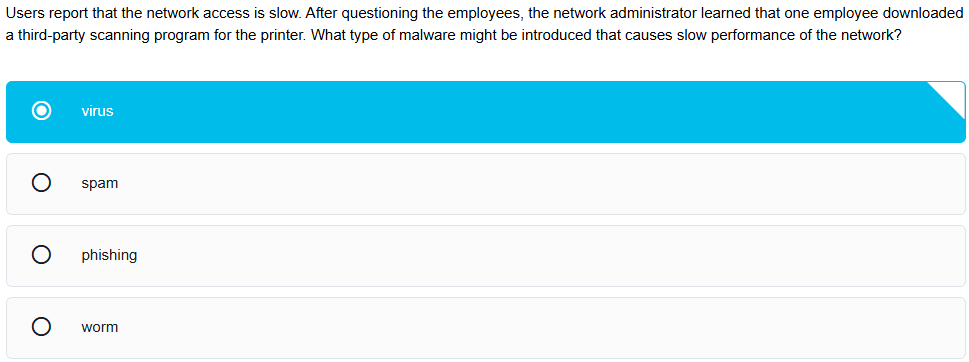 Users report that the network access is slow. After questioning the employees, the network administrator learned that one employee downloaded
a third-party scanning program for the printer. What type of malware might be introduced that causes slow performance of the network?
virus
spam
phishing
worm